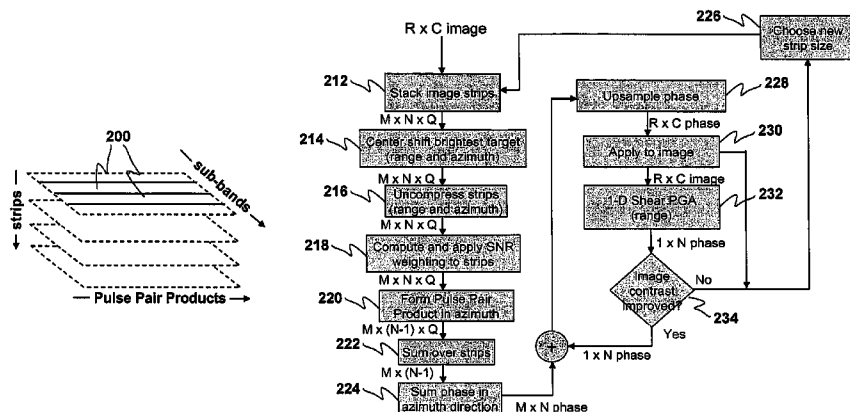 200
sub-bands
strips
Pulse Pair Products
R x C image
212
Stack image strips
M x N x Q
214
Center shift brightest target
(range and azimuth)
M x N x Q
216
Uncompress strips
(range and azimuth)
M x N x Q
218
Compute and apply SNR
weighting to strips
M x N x Q
220
Form Pulse Pair
Product in azimuth
M x (N-1) x Q
222
Sum over strips
M x (N-1)
224
Sum phase in
azimuth direction
M x N phase
+
226
Choose new
strip size
228
Upsample phase
R x C phase
230
Apply to image
R x C image
232
1-D Shear PGA
(range)
1 x N phase
Image
contrast
improved?
No
234
Yes
1 x N phase